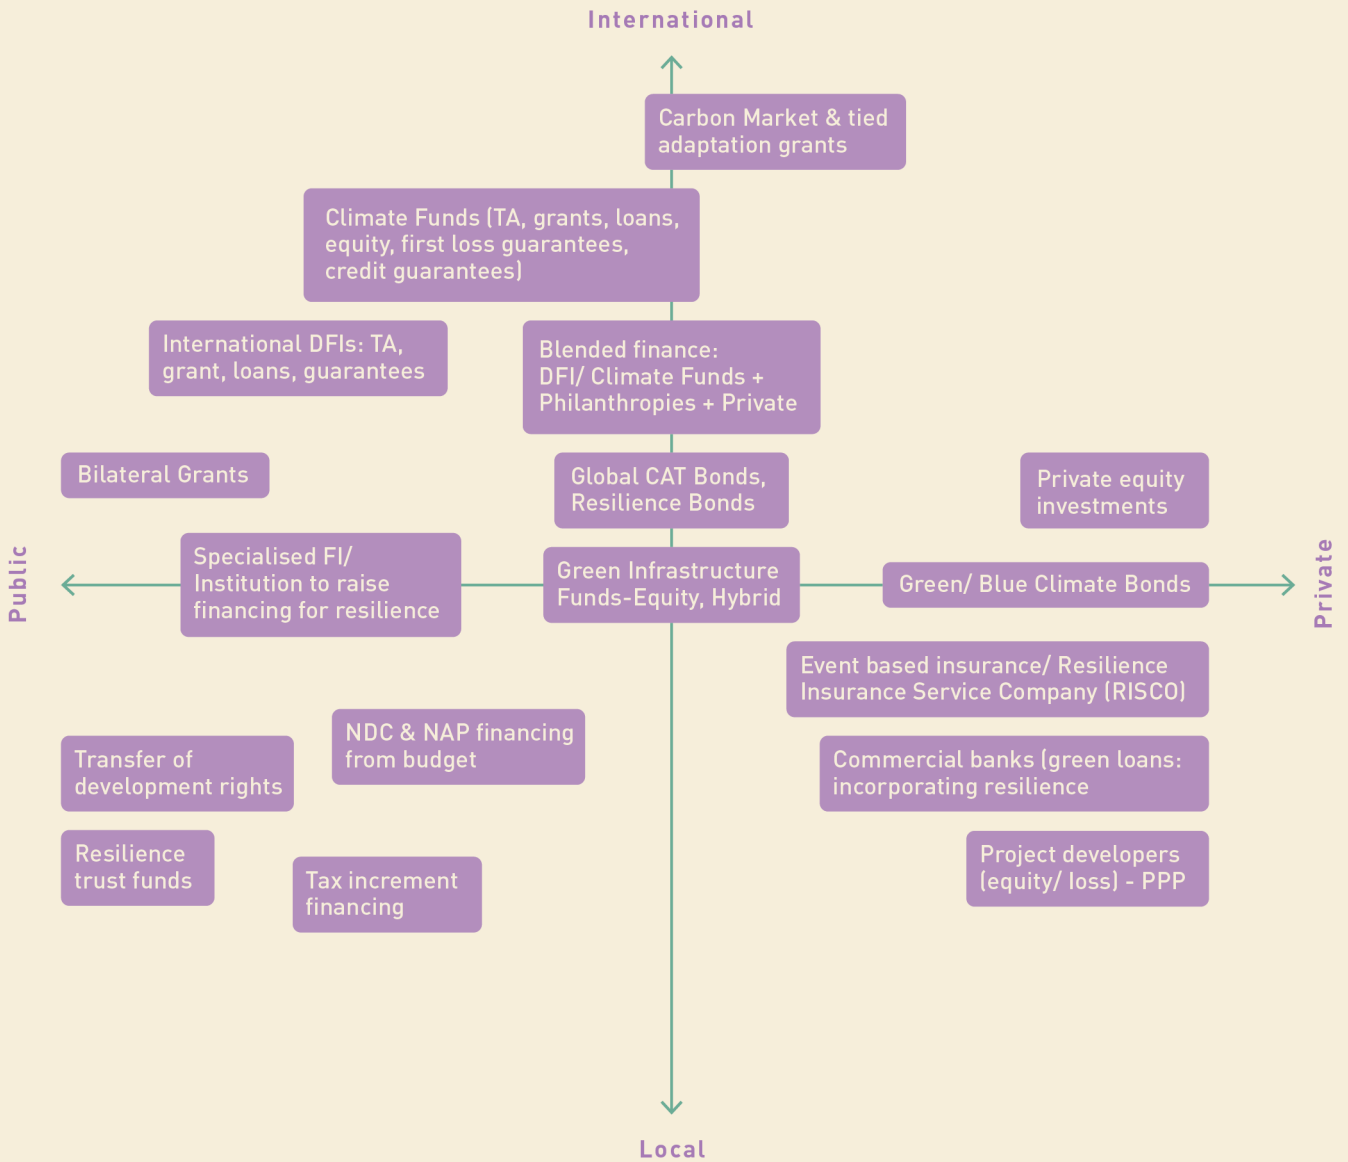 International
Carbon Market & tied
adaptation grants
Climate Funds (TA, grants, loans,
equity, first loss guarantees,
credit guarantees)
International DFIs: TA,
grant, loans, guarantees
Blended finance:
DFI/ Climate Funds +
Philanthropies + Private
Bilateral Grants
Global CAT Bonds,
Resilience Bonds
Private equity
investments
Public
Specialised FI/
Institution to raise
financing for resilience
Green Infrastructure
Funds-Equity, Hybrid
Green/ Blue Climate Bonds
Private
Event based insurance/ Resilience
Insurance Service Company (RISCO)
NDC & NAP financing
from budget
Transfer of
development rights
Commercial banks (green loans:
incorporating resilience
Resilience
trust funds
Tax increment
financing
Project developers
(equity/ loss) - PPP
Local